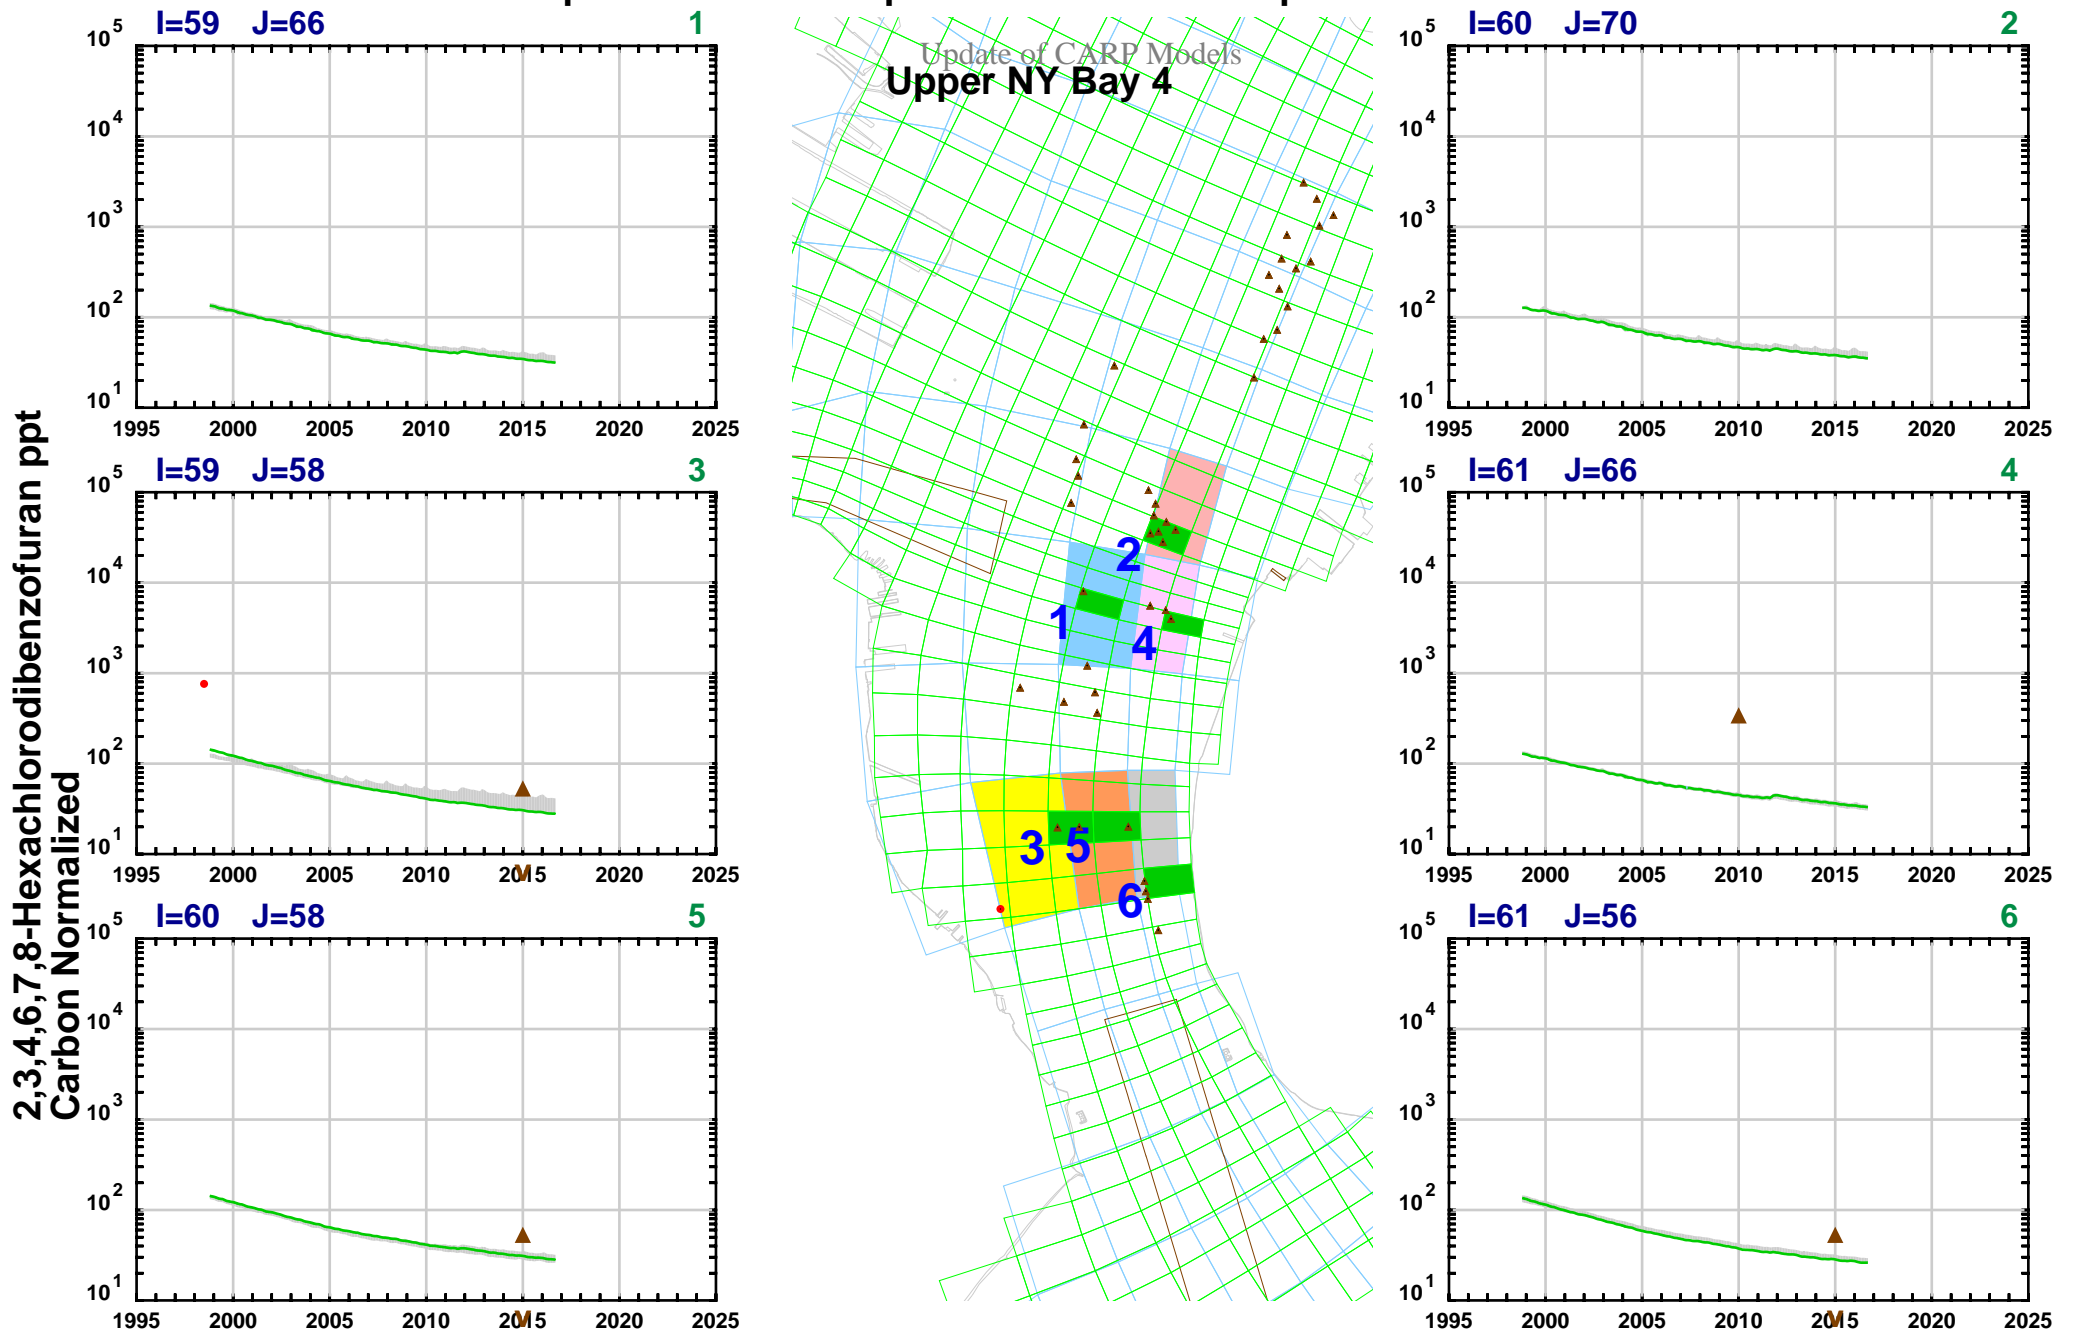 I=59 J=66 1
10^5
10^4
10^3
10^2
10^1
1995 2000 2005 2010 2015 2020 2025
Update of CARP Models
Upper NY Bay 4
I=60 J=70 2
10^5
10^4
10^3
10^2
10^1
1995 2000 2005 2010 2015 2020 2025
2,3,4,6,7,8-Hexachlorodibenzofuran ppt
Carbon Normalized
I=59 J=58 3
10^5
10^4
10^3
10^2
10^1
1995 2000 2005 2010 2015 2020 2025
v
I=61 J=66 4
10^5
10^4
10^3
10^2
10^1
1995 2000 2005 2010 2015 2020 2025
I=60 J=58 5
10^5
10^4
10^3
10^2
10^1
1995 2000 2005 2010 2015 2020 2025
v
I=61 J=56 6
10^5
10^4
10^3
10^2
10^1
1995 2000 2005 2010 2015 2020 2025
v
2
1
4
3 5
6